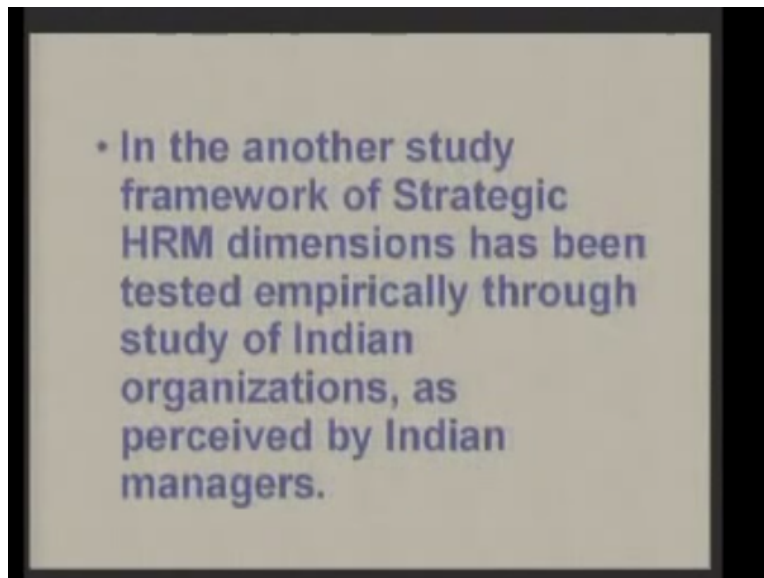 • In the another study
framework of Strategic
HRM dimensions has been
tested empirically through
study of Indian
organizations, as
perceived by Indian
managers.